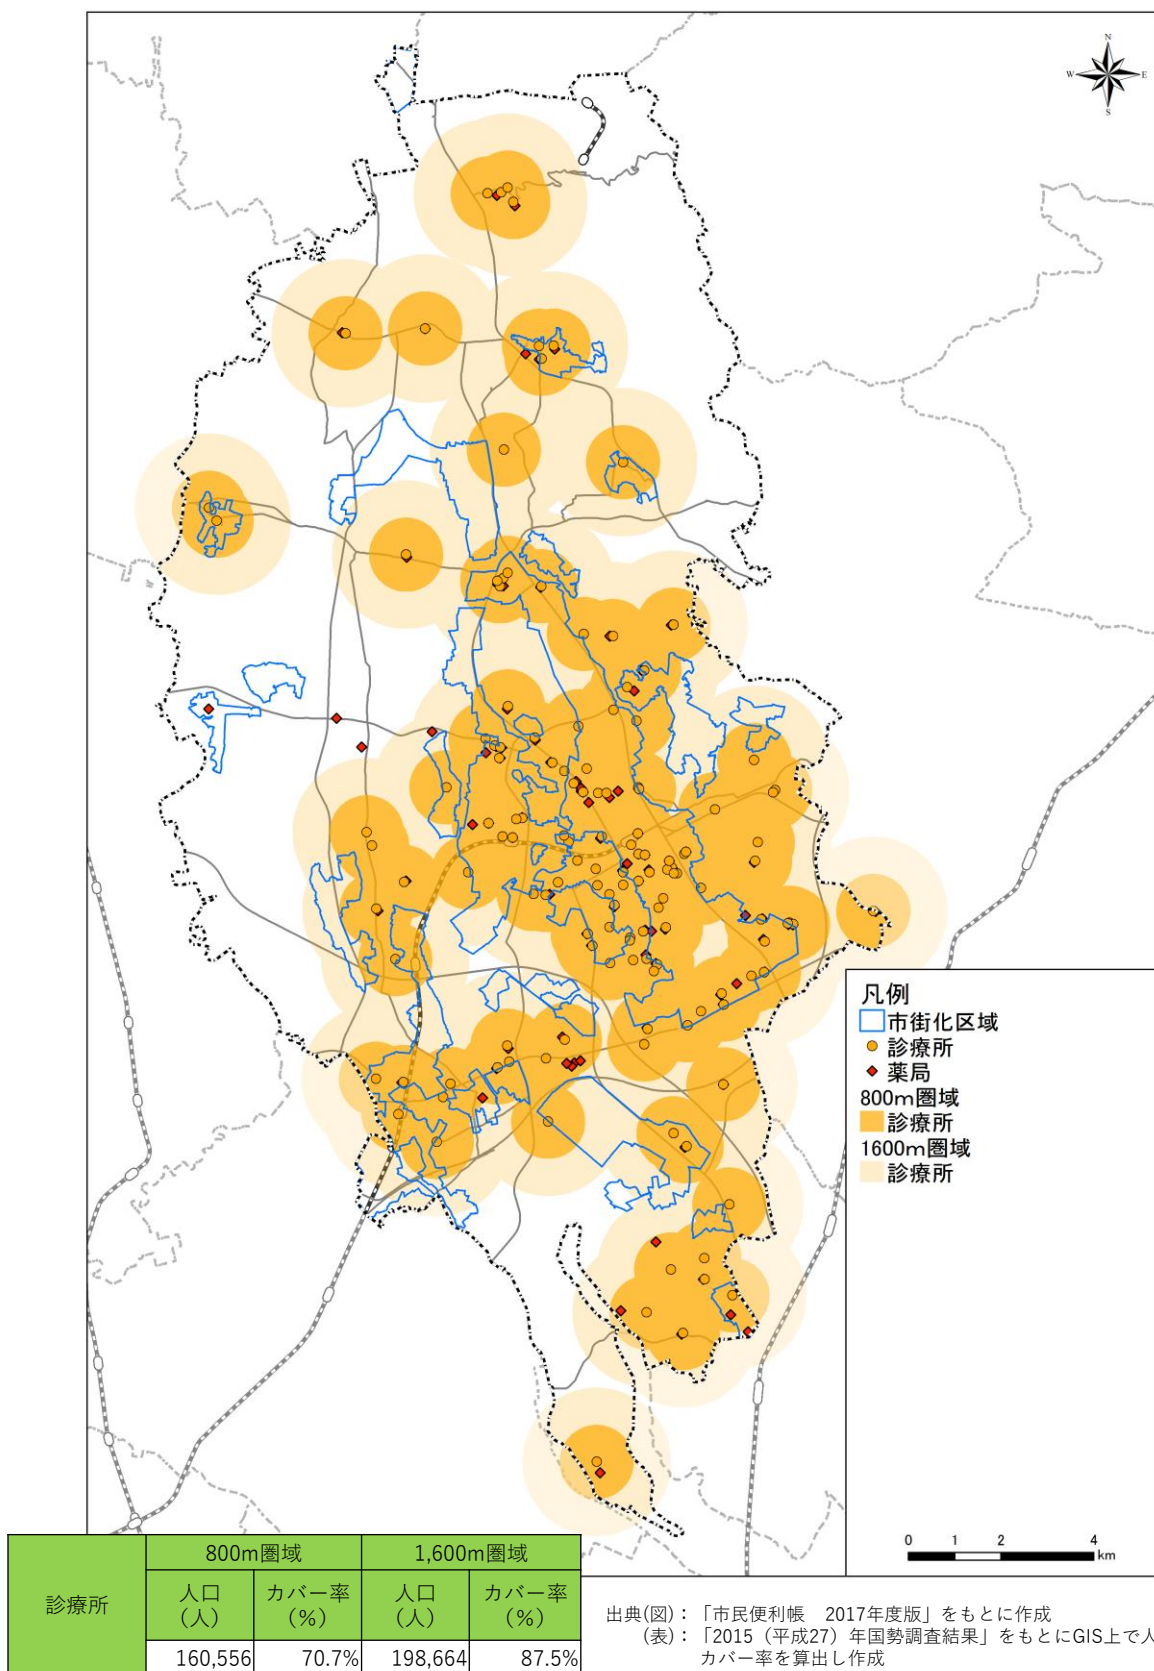 N
W
E
S
凡例
市街化区域
診療所
薬局
800m圏域
診療所
1600m圏域
診療所
0 1 2 4
km
診療所
800m圏域 1,600m圏域
人口
（人）
カバー率
（％）
人口
（人）
カバー率
（％）
160,556 70.7% 198,664 87.5%
出典(図)：「市民便利帳　2017年度版」をもとに作成
(表)：「2015（平成27）年国勢調査結果」をもとにGIS上で人
カバー率を算出し作成